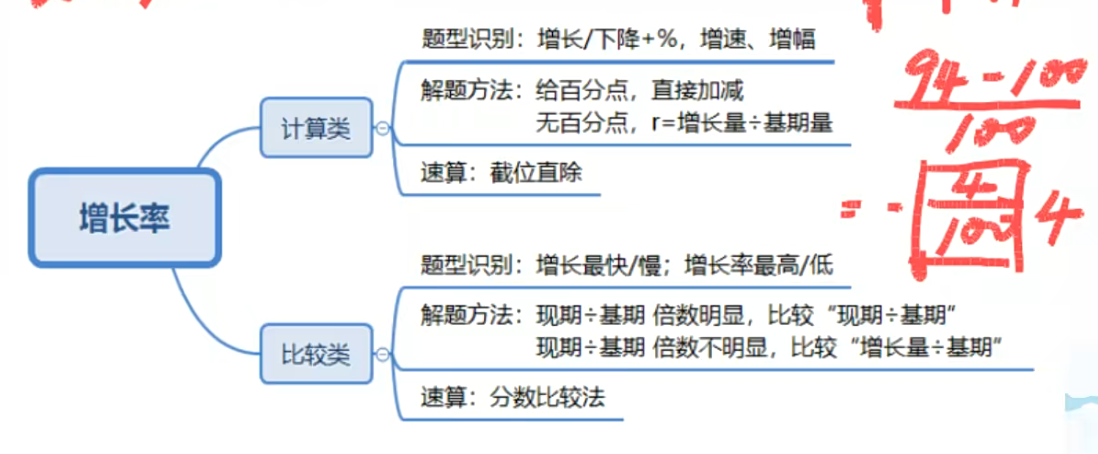 增长率
计算类
题型识别：增长/下降+%，增速、增幅
解题方法：给百分点，直接加减
无百分点，r=增长量÷基期量
速算：截位直除
比较类
题型识别：增长最快/慢；增长率最高/低
解题方法：现期÷基期 倍数明显，比较“现期÷基期”
现期÷基期 倍数不明显，比较“增长量÷基期”
速算：分数比较法
94-100
100
= - 4 4
100